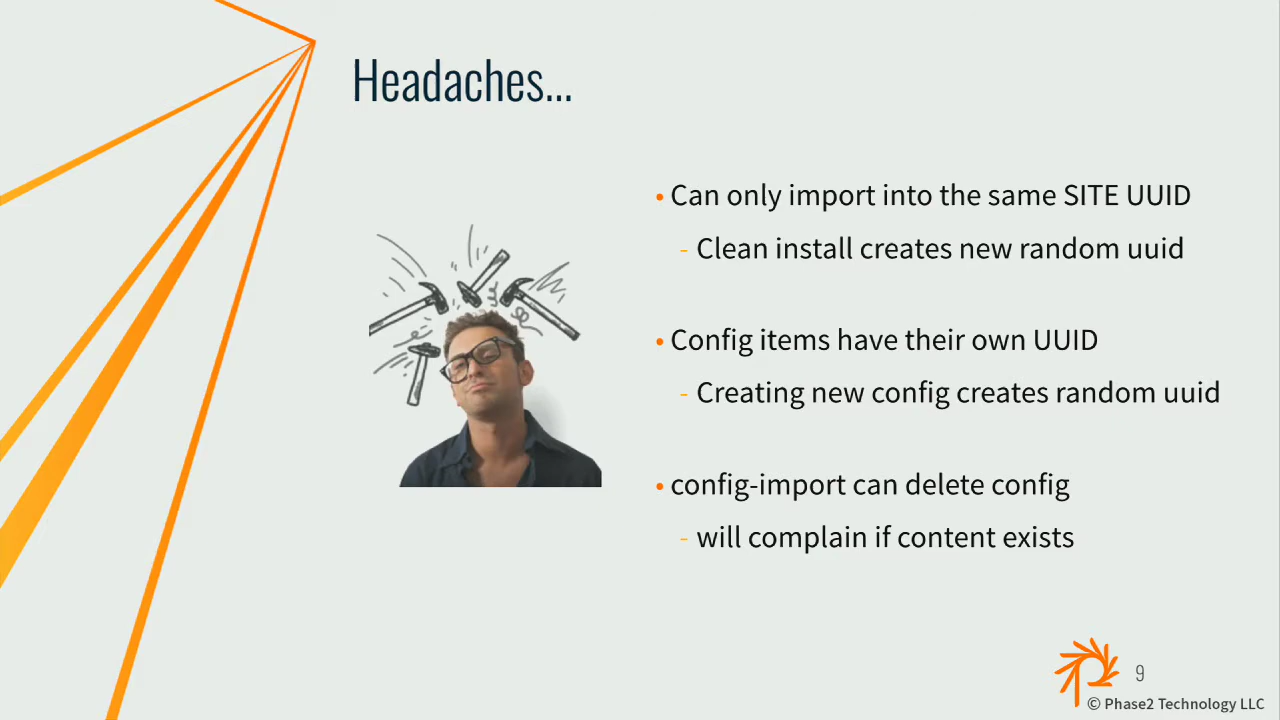 Headaches...
• Can only import into the same SITE UUID
- Clean install creates new random uuid
• Config items have their own UUID
- Creating new config creates random uuid
• config-import can delete config
- will complain if content exists
9
© Phase2 Technology LLC